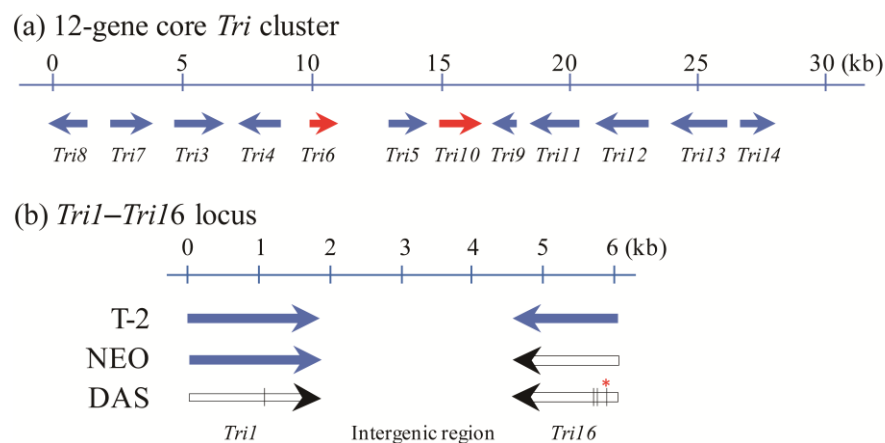 (a) 12-gene core Tri cluster
0 5 10 15 20 25 30 (kb)
Tri8 Tri7 Tri3 Tri4 Tri6 Tri5 Tri10 Tri9 Tri11 Tri12 Tri13 Tri14
(b) Tri1–Tri16 locus
0 1 2 3 4 5 6 (kb)
T-2
NEO
DAS *
Tri1 Intergenic region Tri16